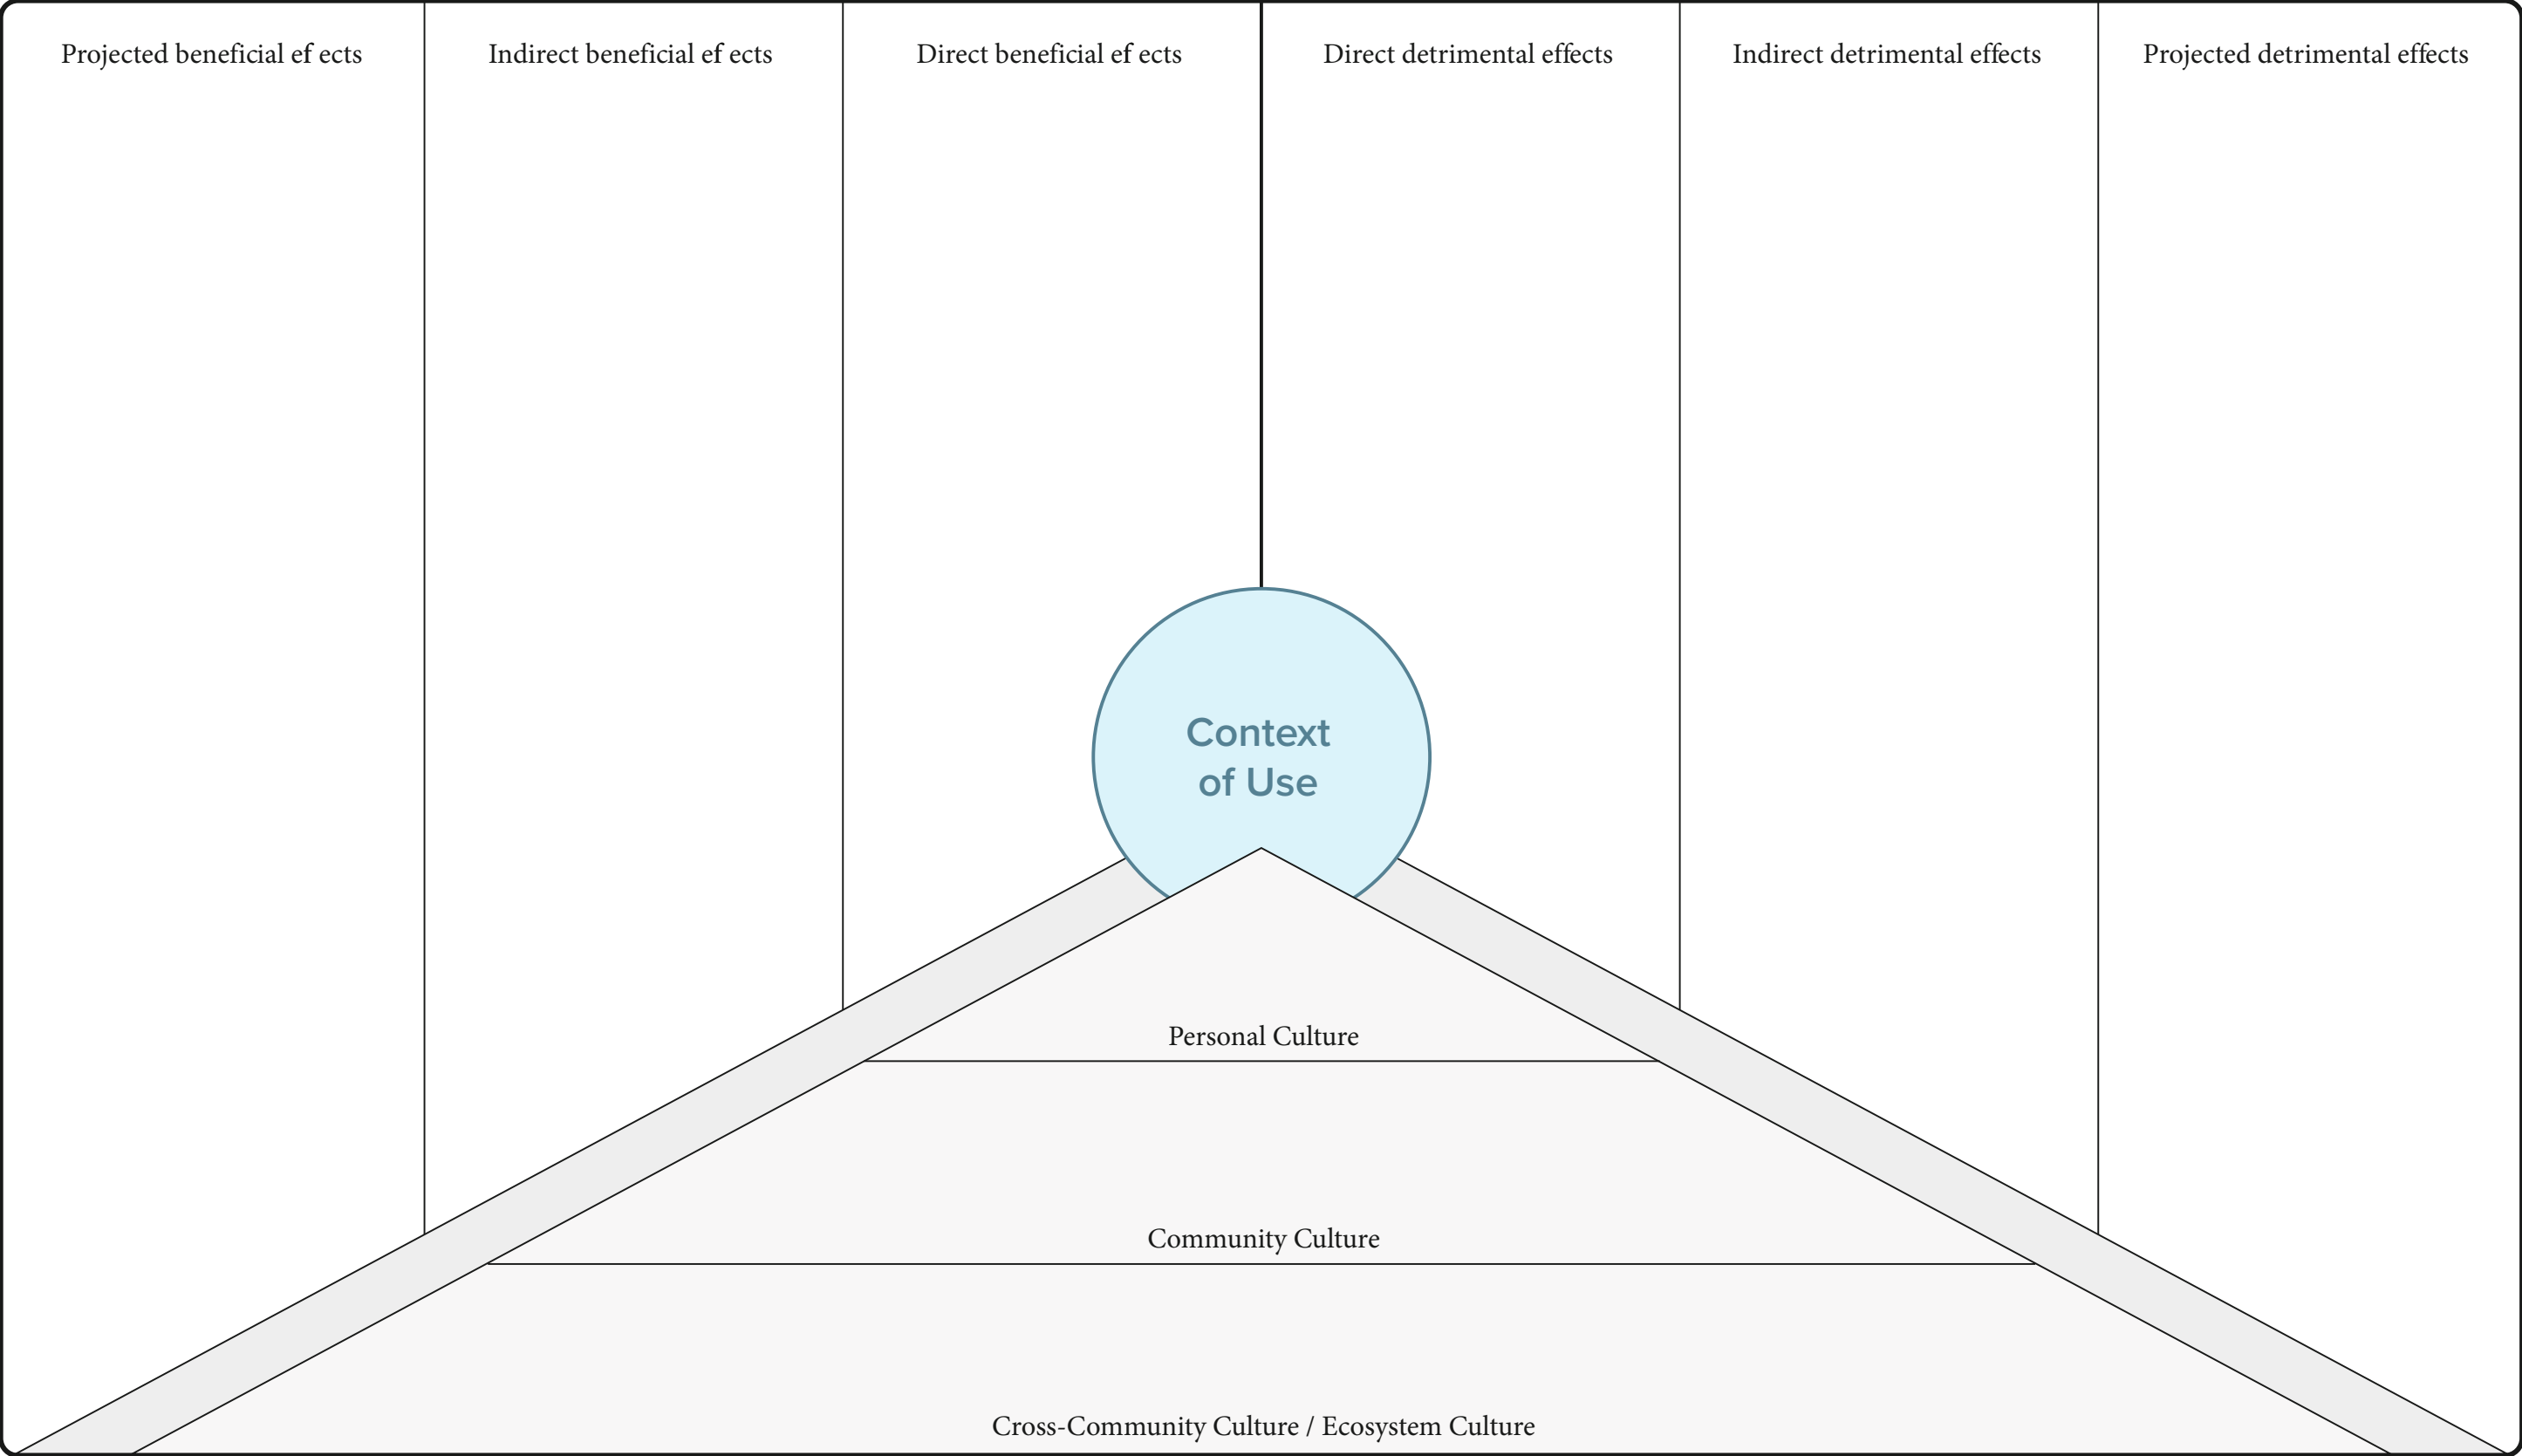 Projected beneficial ef ects
Indirect beneficial ef ects
Direct beneficial ef ects
Direct detrimental effects
Indirect detrimental effects
Projected detrimental effects
Context
of Use
Personal Culture
Community Culture
Cross-Community Culture / Ecosystem Culture